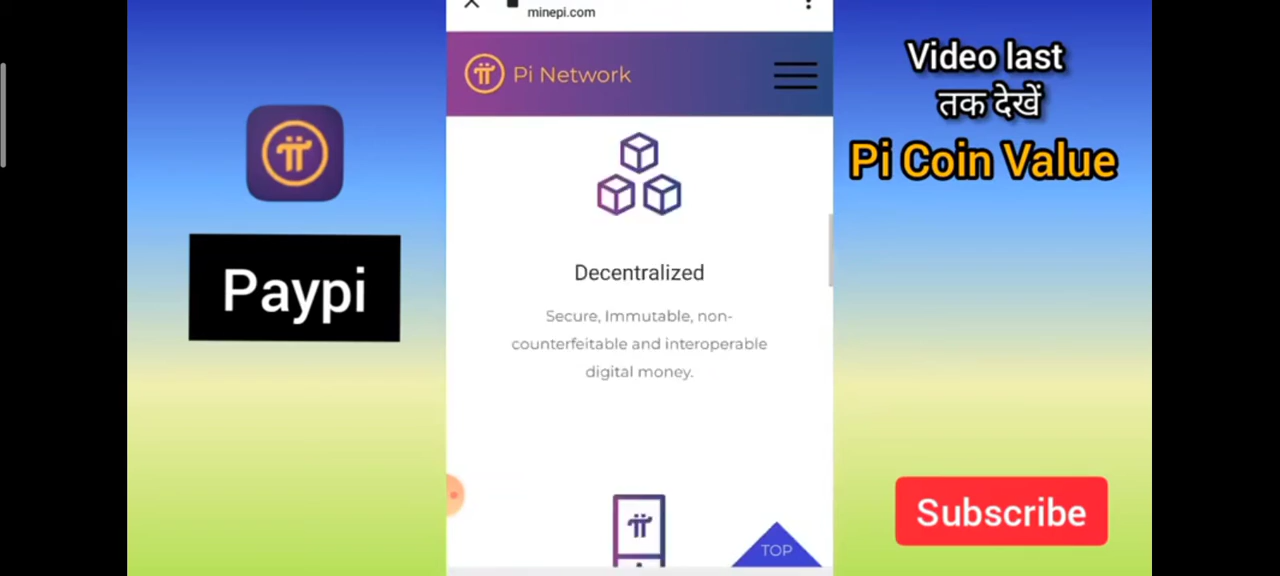 minepi.com
Pi Network
Video last
तक देखें
Pi Coin Value
Paypi
Decentralized
Secure, Immutable, non-
counterfeitable and interoperable
digital money.
Subscribe
TOP